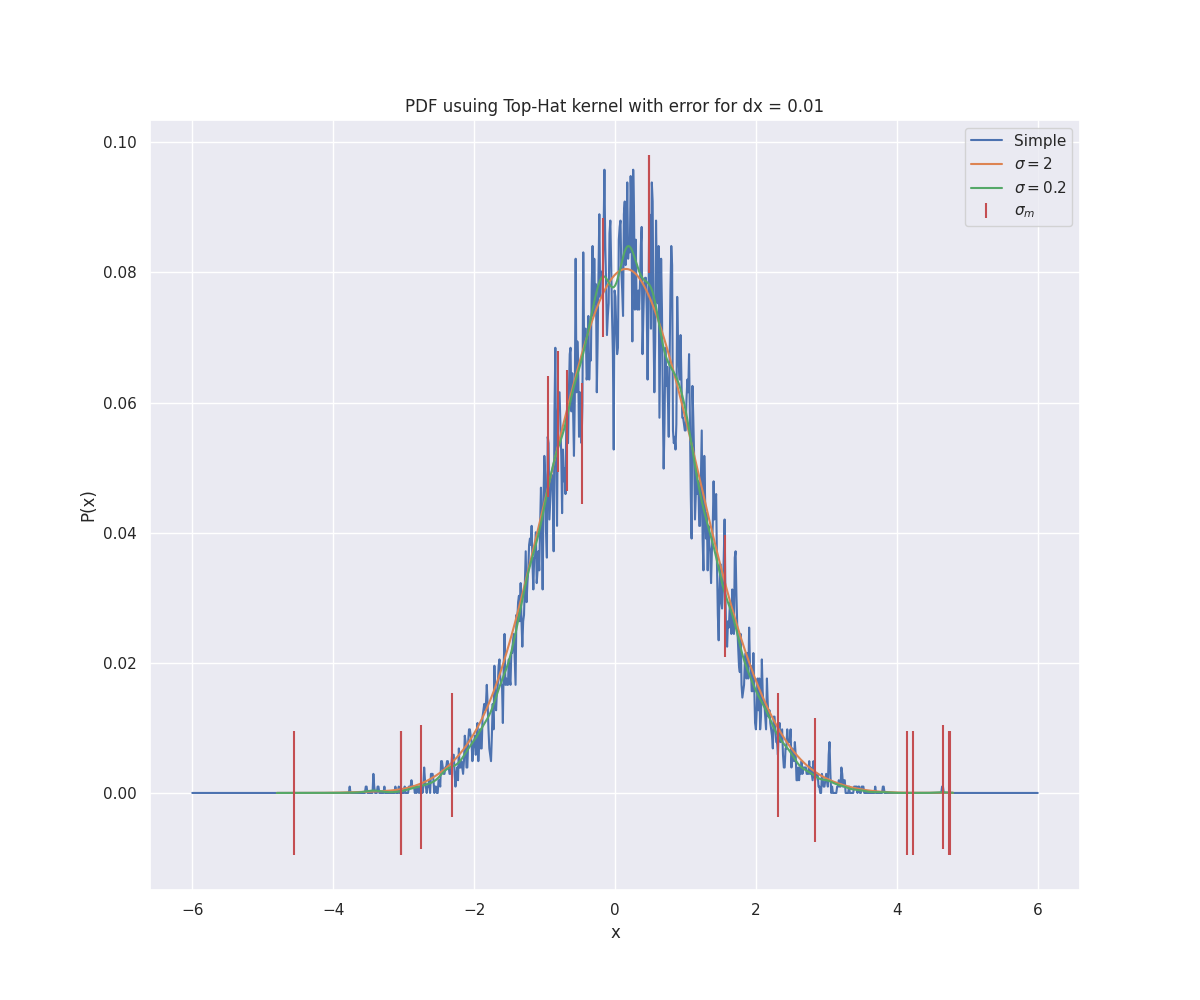 PDF usuing Top-Hat kernel with error for dx = 0.01
Simple
σ = 2
σ = 0.2
σₘ
P(x)
0.10
0.08
0.06
0.04
0.02
0.00
−6 −4 −2 0 2 4 6
x